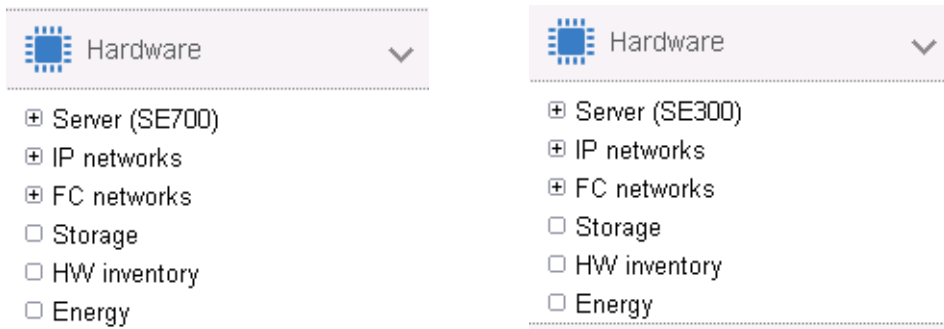 Hardware
Server (SE700)
IP networks
FC networks
Storage
HW inventory
Energy
Hardware
Server (SE300)
IP networks
FC networks
Storage
HW inventory
Energy